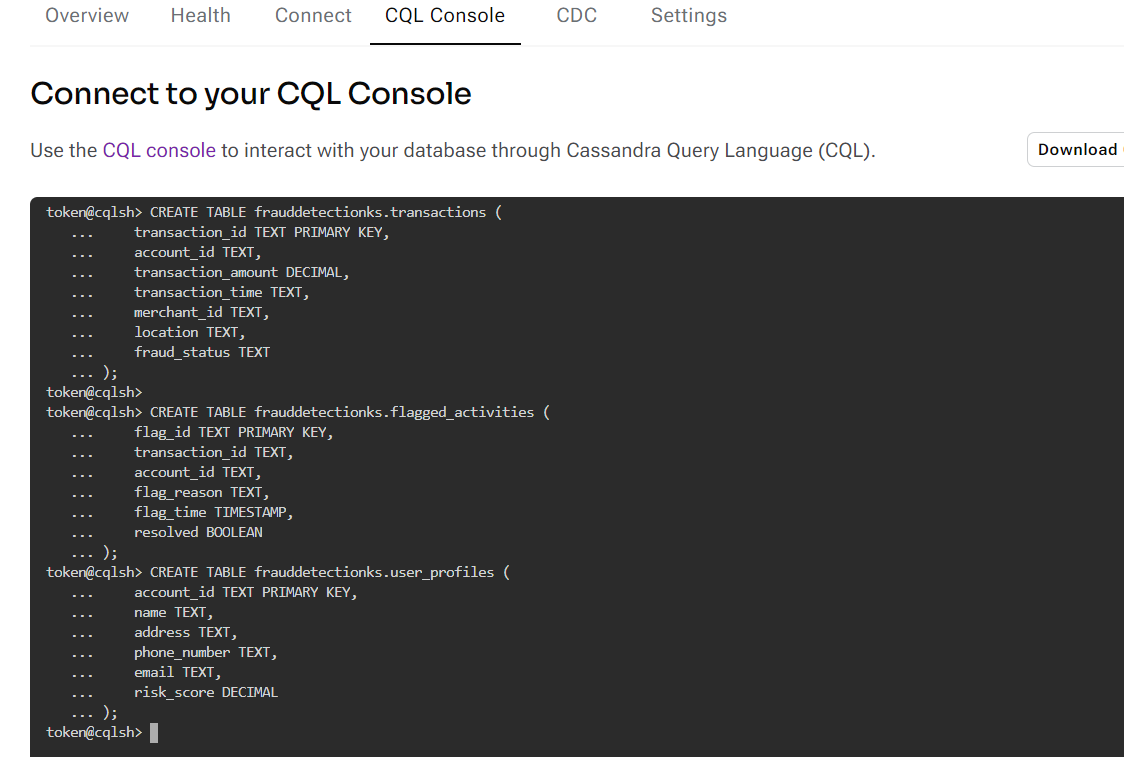 Overview Health Connect CQL Console CDC Settings
Connect to your CQL Console
Use the CQL console to interact with your database through Cassandra Query Language (CQL).
Download
token@cqlsh> CREATE TABLE frauddetectionks.transactions (
   ...     transaction_id TEXT PRIMARY KEY,
   ...     account_id TEXT,
   ...     transaction_amount DECIMAL,
   ...     transaction_time TEXT,
   ...     merchant_id TEXT,
   ...     location TEXT,
   ...     fraud_status TEXT
   ... );
token@cqlsh>
token@cqlsh> CREATE TABLE frauddetectionks.flagged_activities (
   ...     flag_id TEXT PRIMARY KEY,
   ...     transaction_id TEXT,
   ...     account_id TEXT,
   ...     flag_reason TEXT,
   ...     flag_time TIMESTAMP,
   ...     resolved BOOLEAN
   ... );
token@cqlsh> CREATE TABLE frauddetectionks.user_profiles (
   ...     account_id TEXT PRIMARY KEY,
   ...     name TEXT,
   ...     address TEXT,
   ...     phone_number TEXT,
   ...     email TEXT,
   ...     risk_score DECIMAL
   ... );
token@cqlsh>